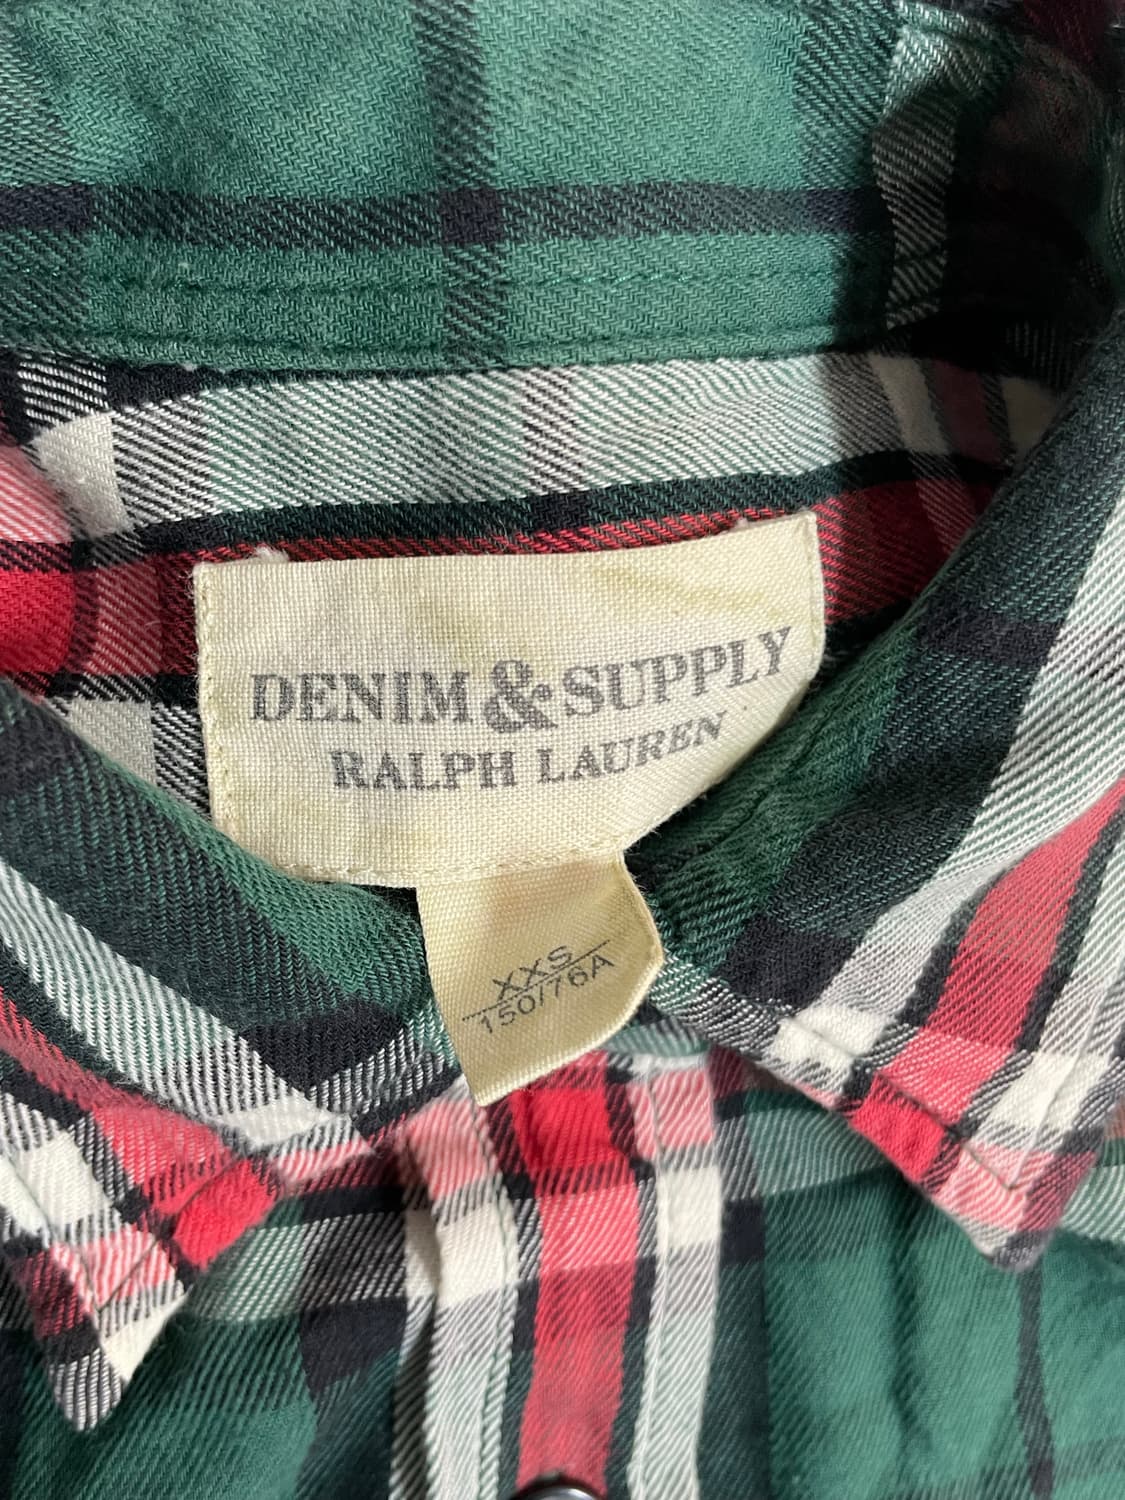 DENIM & SUPPLY
RALPH LAUREN
XXS
150/76A